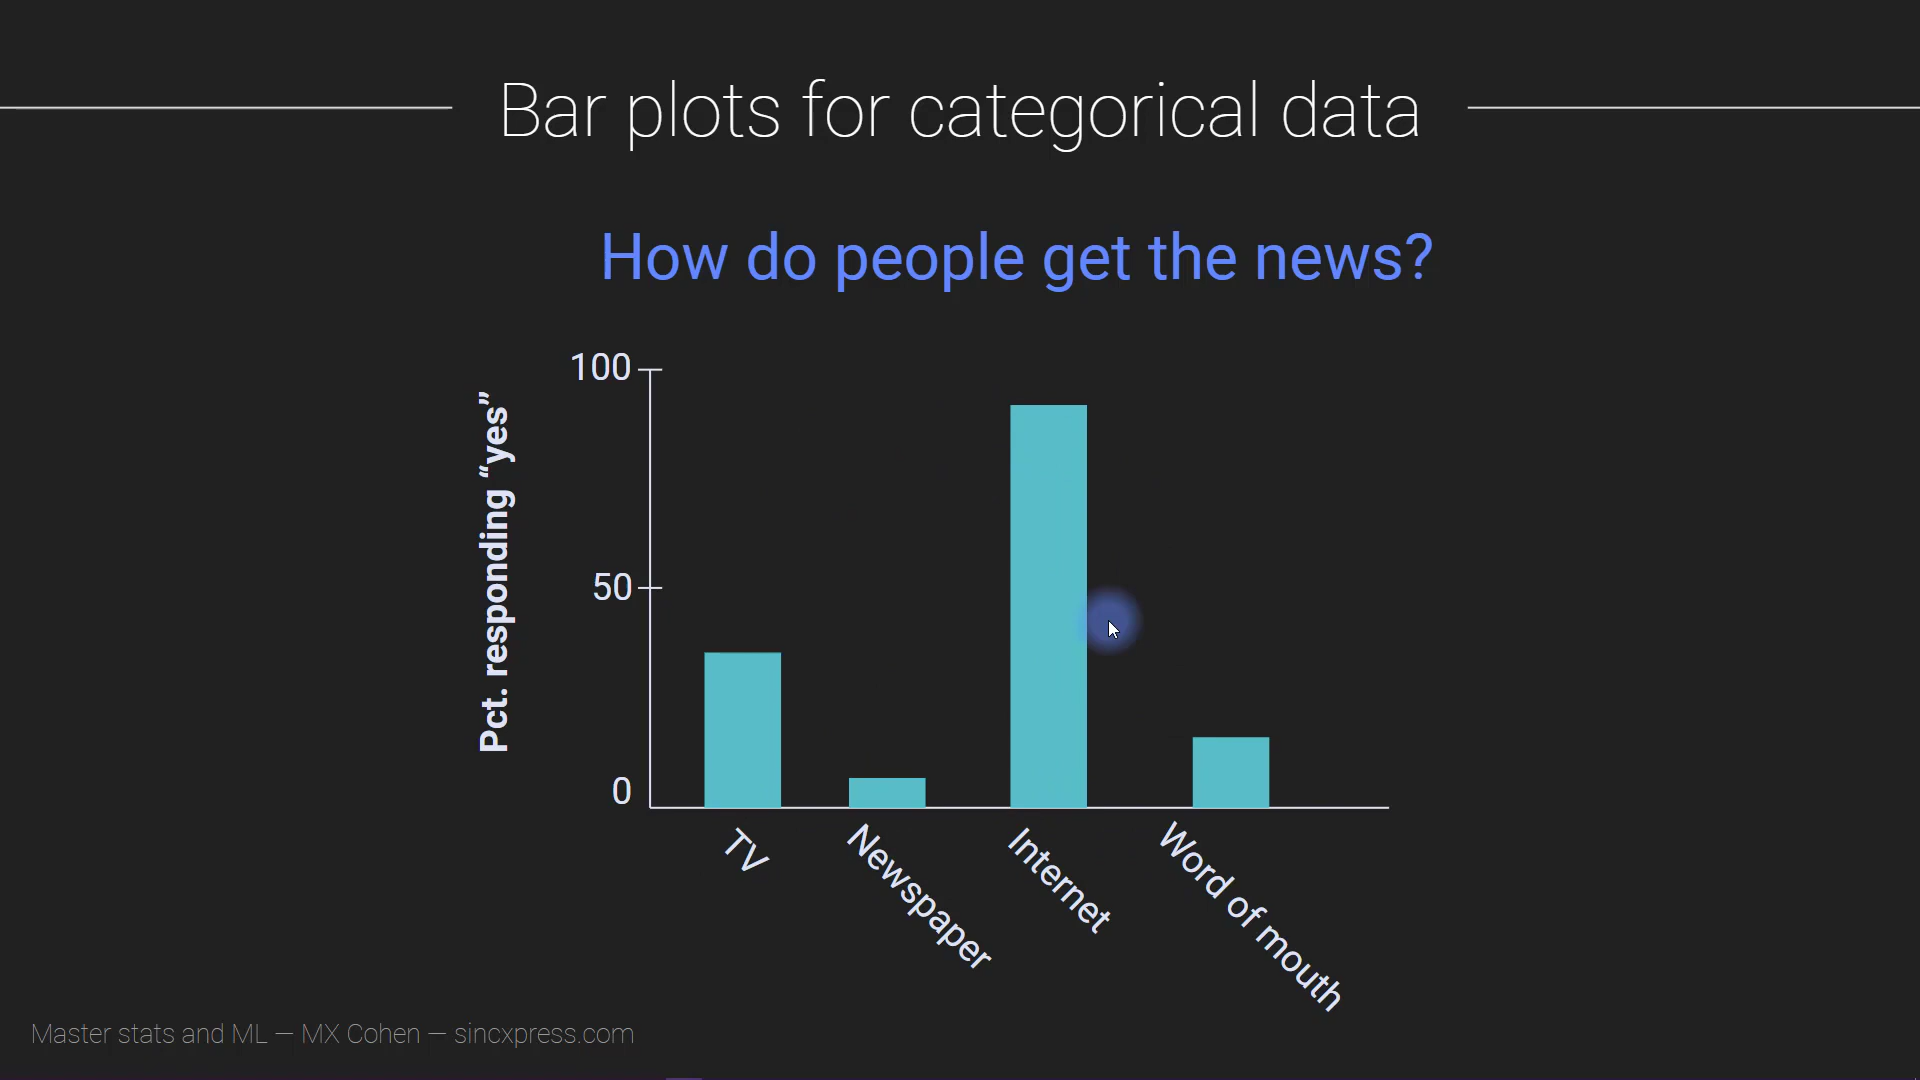 Bar plots for categorical data
How do people get the news?
100
50
0
Pct. responding “yes”
TV
Newspaper
Internet
Word of mouth
Master stats and ML — MX Cohen — sincxpress.com